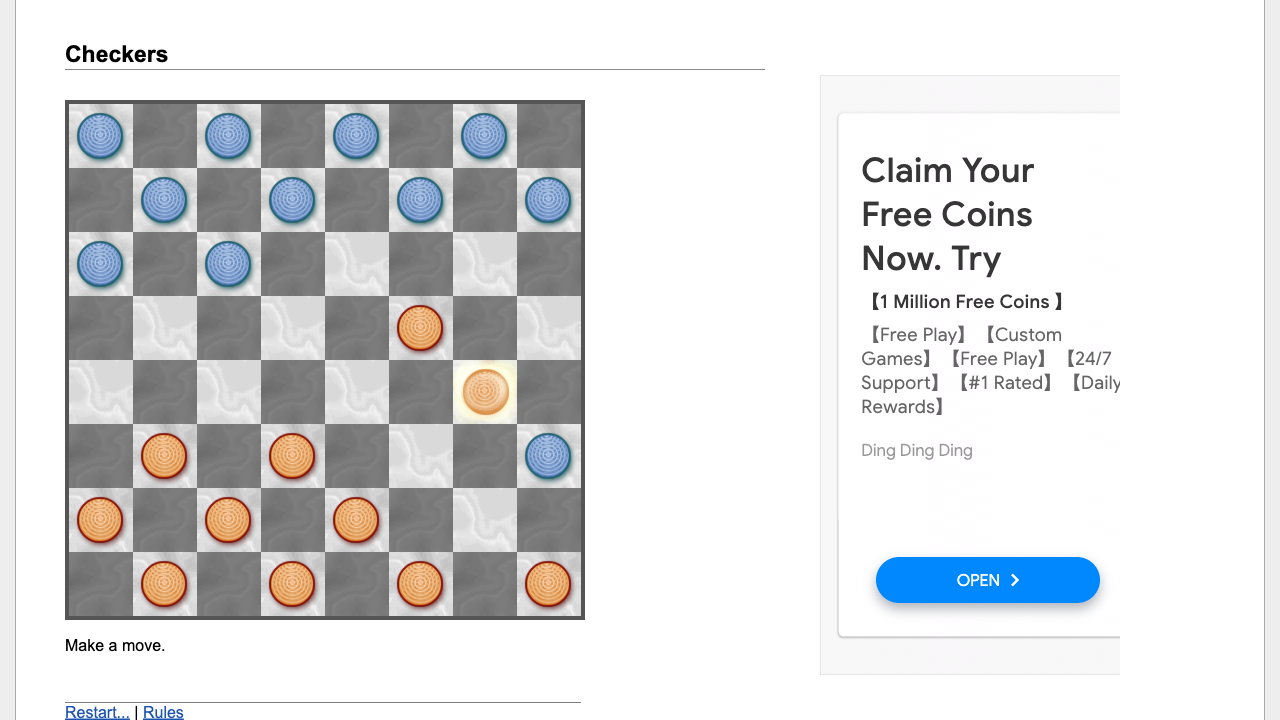 Checkers
Make a move.
Restart... | Rules
Claim Your
Free Coins
Now. Try
【1 Million Free Coins 】
【Free Play】【Custom
Games】【Free Play】【24/7
Support】【#1 Rated】【Daily
Rewards】
Ding Ding Ding
OPEN